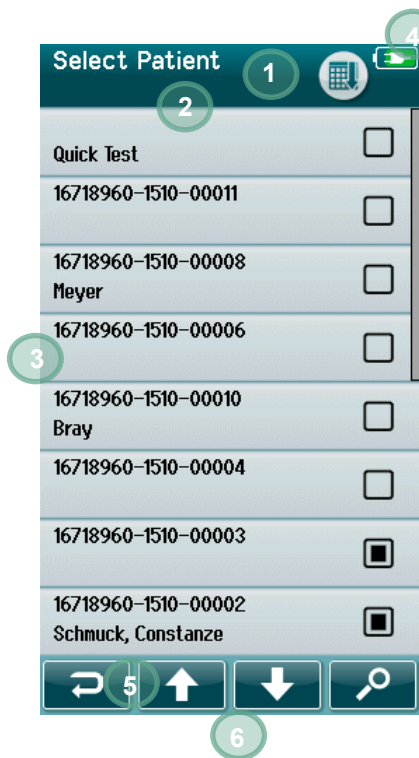 4
Select Patient
1
2
Quick Test
16718960-1510-00011
16718960-1510-00008
Meyer
16718960-1510-00006
3
16718960-1510-00010
Bray
16718960-1510-00004
16718960-1510-00003
16718960-1510-00002
Schmuck, Constanze
5
6